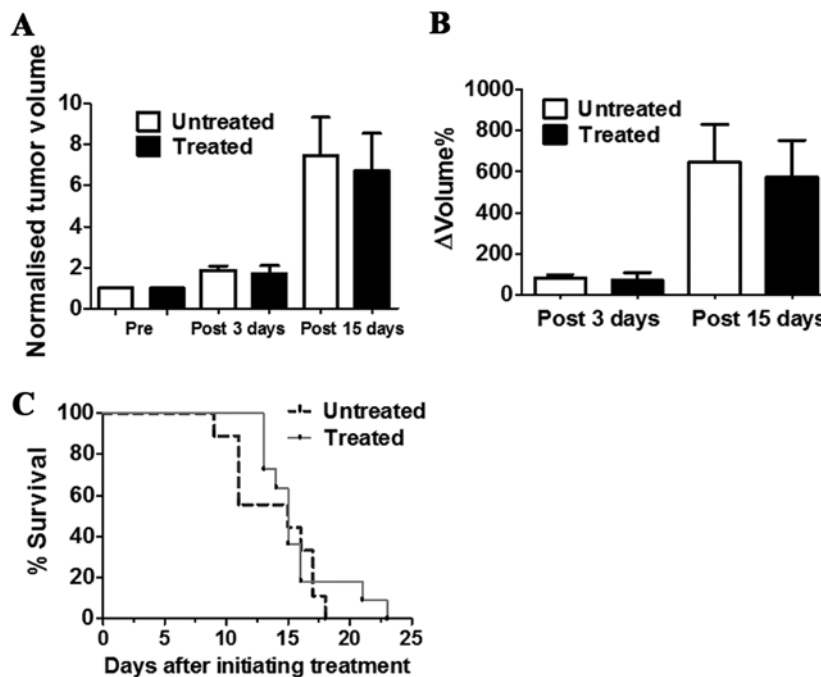 A
Normalised tumor volume
10
8
6
4
2
0
Untreated
Treated
Pre
Post 3 days
Post 15 days
B
ΔVolume%
1000
800
600
400
200
0
Untreated
Treated
Post 3 days
Post 15 days
C
% Survival
100
80
60
40
20
0
Untreated
Treated
0 5 10 15 20 25
Days after initiating treatment